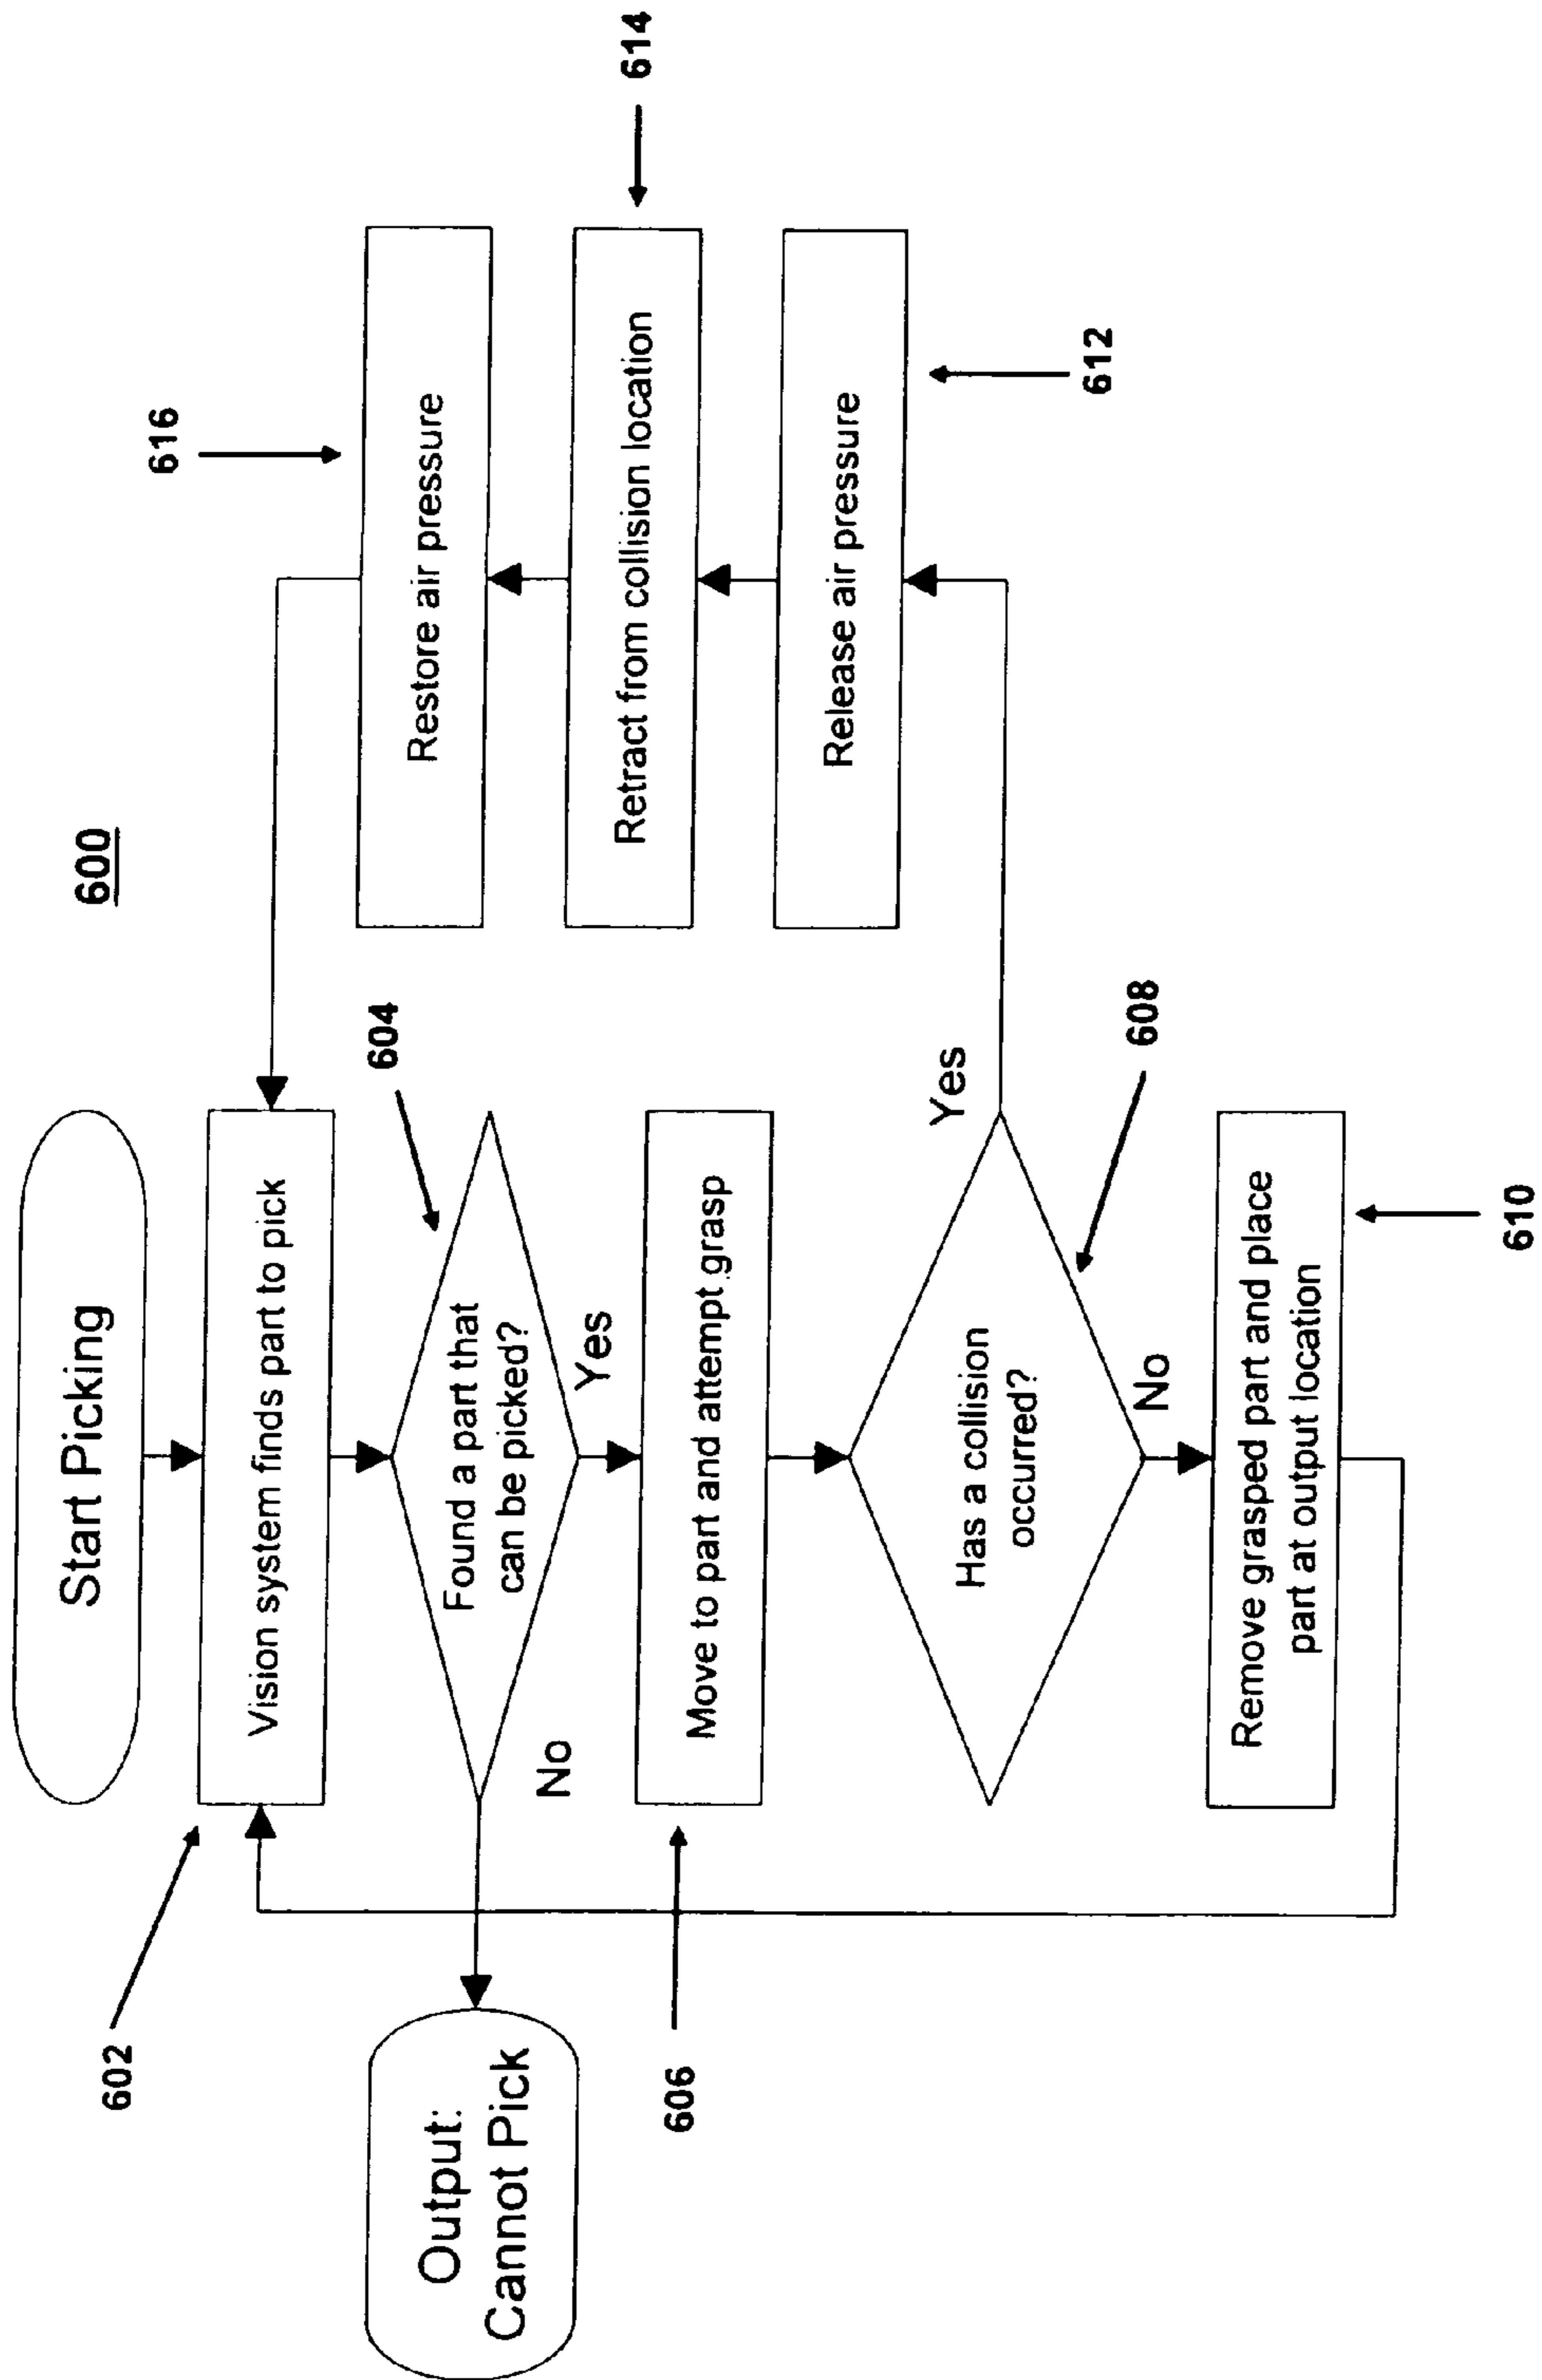 600
Start Picking
602
Vision system finds part to pick
604
Found a part that
can be picked?
No
Output:
Cannot Pick
Yes
606
Move to part and attempt grasp
608
Has a collision
occurred?
Yes
No
610
Remove grasped part and place
part at output location
612
Release air pressure
614
Retract from collision location
616
Restore air pressure